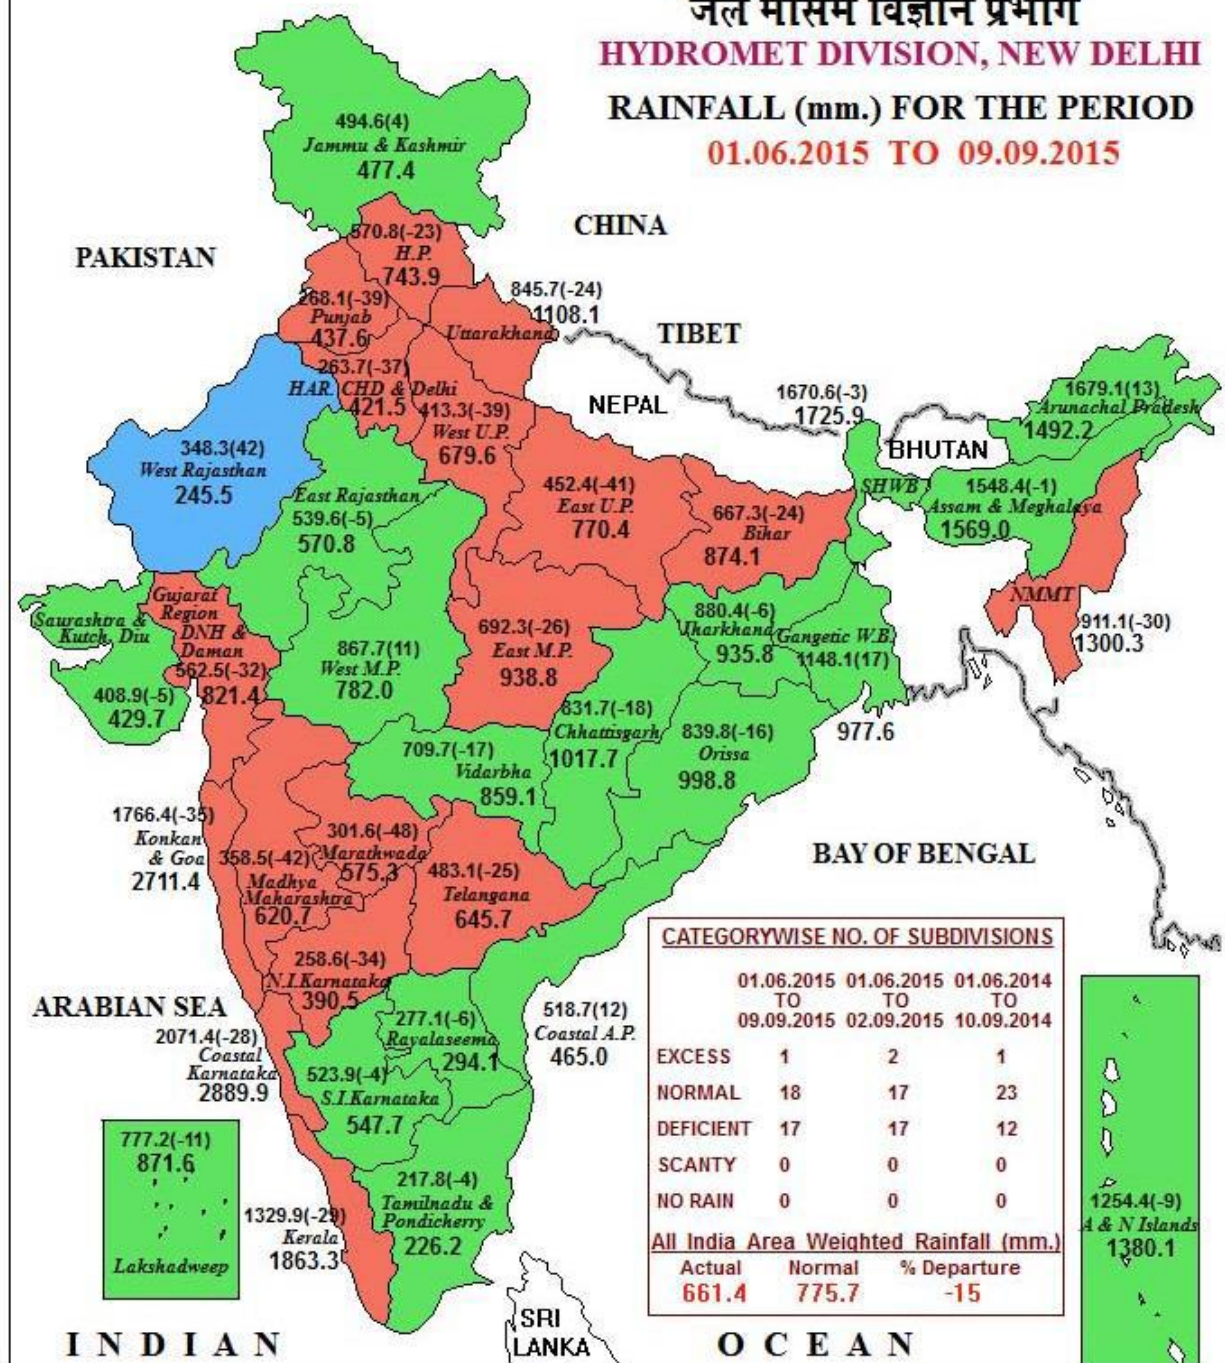 जल मौसम विज्ञान प्रभाग
HYDROMET DIVISION, NEW DELHI
RAINFALL (mm.) FOR THE PERIOD
01.06.2015 TO 09.09.2015
494.6(4)
Jammu & Kashmir
477.4
CHINA
PAKISTAN
570.8(-23)
H.P.
743.9
845.7(-24)
1108.1
Uttarakhand
268.1(-39)
Punjab
437.6
TIBET
263.7(-37)
HAR. CHD & Delhi
421.5
413.3(-39)
West U.P.
679.6
NEPAL
1670.6(-3)
1725.9
SHWB
BHUTAN
1679.1(13)
Arunachal Pradesh
1492.2
348.3(42)
West Rajasthan
245.5
East Rajasthan
539.6(-5)
570.8
452.4(-41)
East U.P.
770.4
667.3(-24)
Bihar
874.1
1548.4(-1)
Assam & Meghalaya
1569.0
NMMT
911.1(-30)
1300.3
Saurashtra &
Kutch, Diu
408.9(-5)
429.7
Gujarat
Region
DNH &
Daman
562.5(-32)
821.4
867.7(11)
West M.P.
782.0
692.3(-26)
East M.P.
938.8
880.4(-6)
Jharkhand
935.8
Gangetic W.B.
1148.1(17)
977.6
831.7(-18)
Chhattisgarh
1017.7
839.8(-16)
Orissa
998.8
709.7(-17)
Vidarbha
859.1
1766.4(-35)
Konkan
& Goa
2711.4
358.5(-42)
Madhya
Maharashtra
620.7
301.6(-48)
Marathwada
575.3
483.1(-25)
Telangana
645.7
BAY OF BENGAL
258.6(-34)
N.I.Karnataka
390.5
ARABIAN SEA
2071.4(-28)
Coastal
Karnataka
2889.9
277.1(-6)
Rayalaseema
294.1
518.7(12)
Coastal A.P.
465.0
523.9(-4)
S.I.Karnataka
547.7
777.2(-11)
871.6
Lakshadweep
1329.9(-29)
Kerala
1863.3
217.8(-4)
Tamilnadu &
Pondicherry
226.2
CATEGORYWISE NO. OF SUBDIVISIONS
01.06.2015 01.06.2015 01.06.2014
TO TO TO
09.09.2015 02.09.2015 10.09.2014
EXCESS 1 2 1
NORMAL 18 17 23
DEFICIENT 17 17 12
SCANTY 0 0 0
NO RAIN 0 0 0
All India Area Weighted Rainfall (mm.)
Actual Normal % Departure
661.4 775.7 -15
1254.4(-9)
A & N Islands
1380.1
SRI
LANKA
INDIAN OCEAN